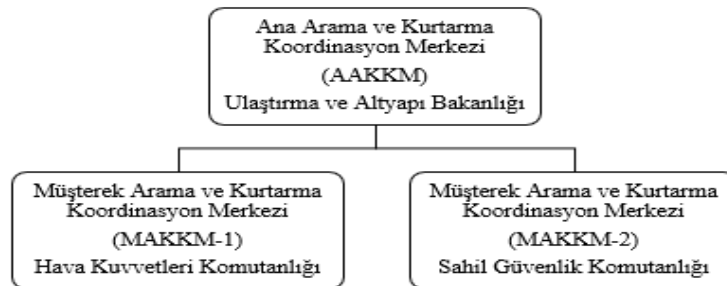 Ana Arama ve Kurtarma
Koordinasyon Merkezi
(AAKKM)
Ulaştırma ve Altyapı Bakanlığı
Müşterek Arama ve Kurtarma
Koordinasyon Merkezi
(MAKKM-1)
Hava Kuvvetleri Komutanlığı
Müşterek Arama ve Kurtarma
Koordinasyon Merkezi
(MAKKM-2)
Sahil Güvenlik Komutanlığı